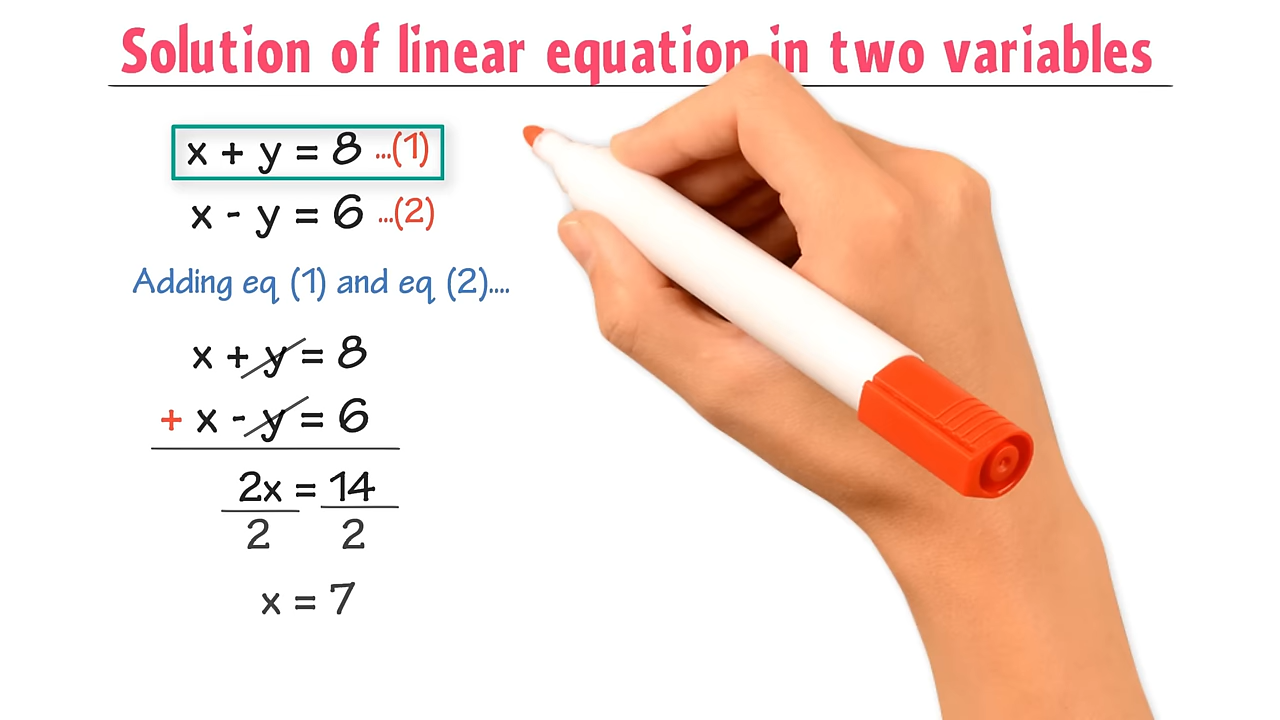 Solution of linear equation in two variables
x + y = 8 ...(1)
x - y = 6 ...(2)
Adding eq (1) and eq (2)....
x + y = 8
+ x - y = 6
2x = 14
2 2
x = 7